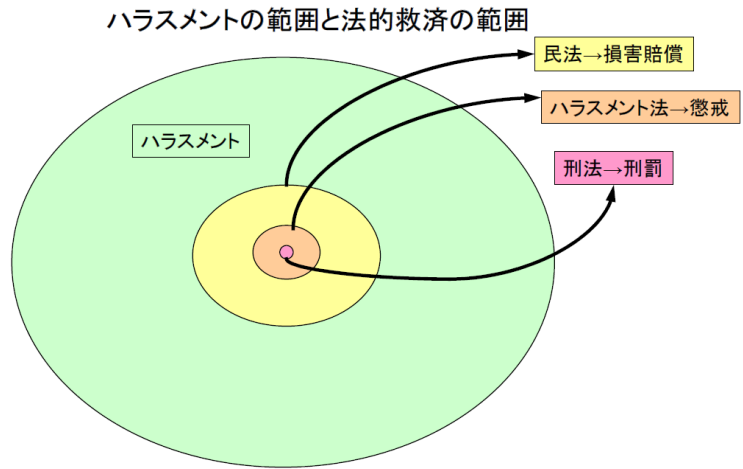 ハラスメントの範囲と法的救済の範囲
民法→損害賠償
ハラスメント法→懲戒
ハラスメント
刑法→刑罰